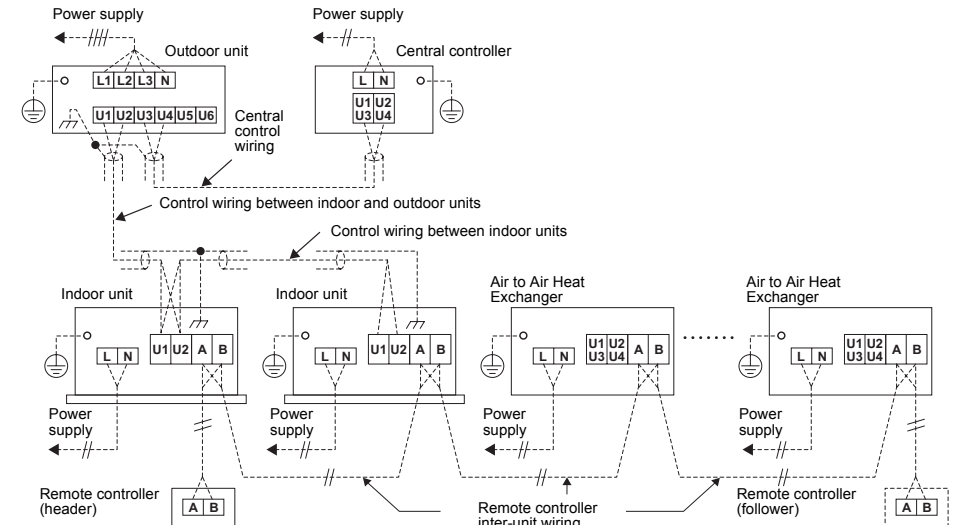 Power supply
Power supply
Outdoor unit
Central controller
L1 L2 L3 N
L N
U1 U2 U3 U4 U5 U6
U1 U2
U3 U4
Central
control
wiring
Control wiring between indoor and outdoor units
Control wiring between indoor units
Indoor unit
Indoor unit
Air to Air Heat
Exchanger
Air to Air Heat
Exchanger
L N
U1 U2 A B
L N
U1 U2 A B
L N
U1 U2
U3 U4
A B
L N
U1 U2
U3 U4
A B
Power
supply
Power
supply
Power
supply
Power
supply
Remote controller
(header)
A B
Remote controller
inter-unit wiring
Remote controller
(follower)
A B